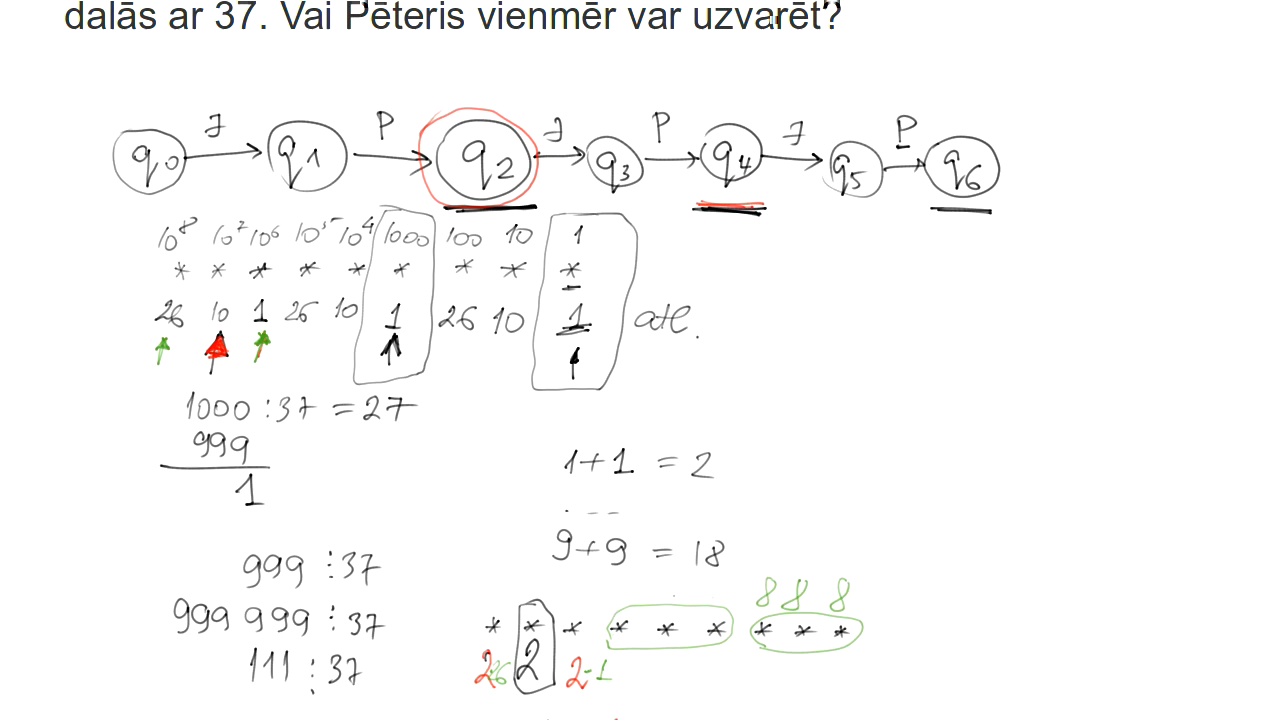 dalās ar 37. Vai Pēteris vienmēr var uzvarēt?
J P J P J P
q0 q1 q2 q3 q4 q5 q6
10^8 10^7 10^6 10^5 10^4 1000 100 10 1
* * * * * * * * *
26 10 1 26 10 1 26 10 1 atl.
1000 : 37 = 27
999
1
1+1 = 2
9+9 = 18
999 ⋮ 37
999 999 ⋮ 37
111 ⋮ 37
8 8 8
* * * * * * * * *
2 26 2 2 -1